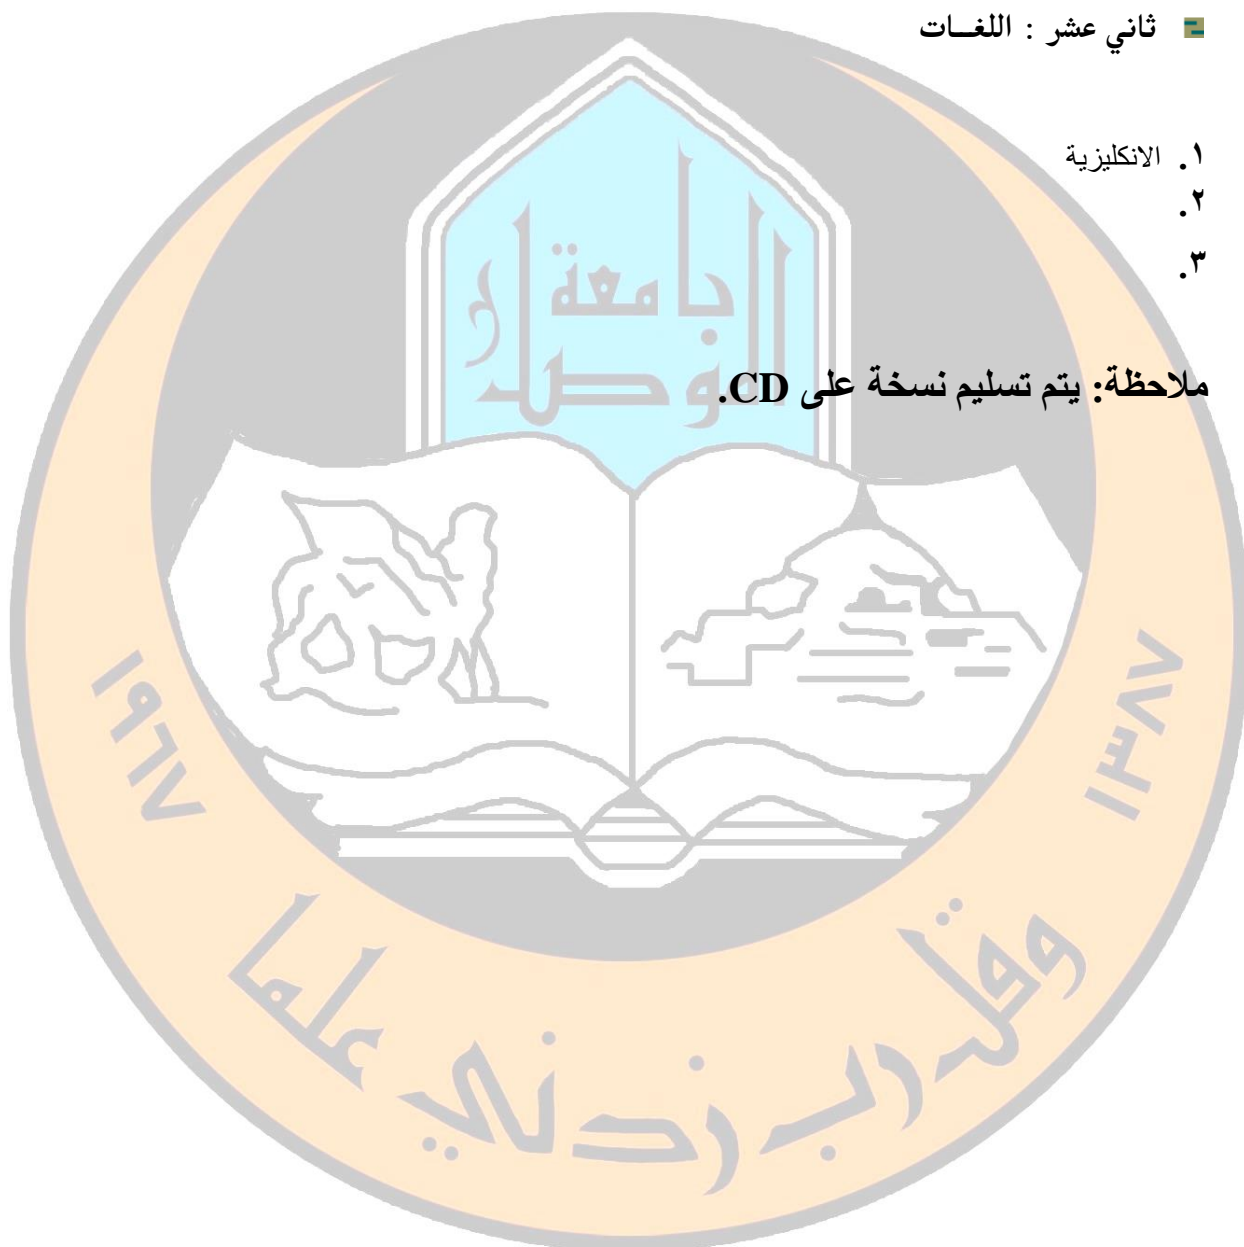 ثاني عشر : اللغــات
١. الانكليزية
٢.
٣.
ملاحظة: يتم تسليم نسخة على CD.
جامعة
الموصل
١٩٦٧
١٣٨٧
وقل رب زدني علما